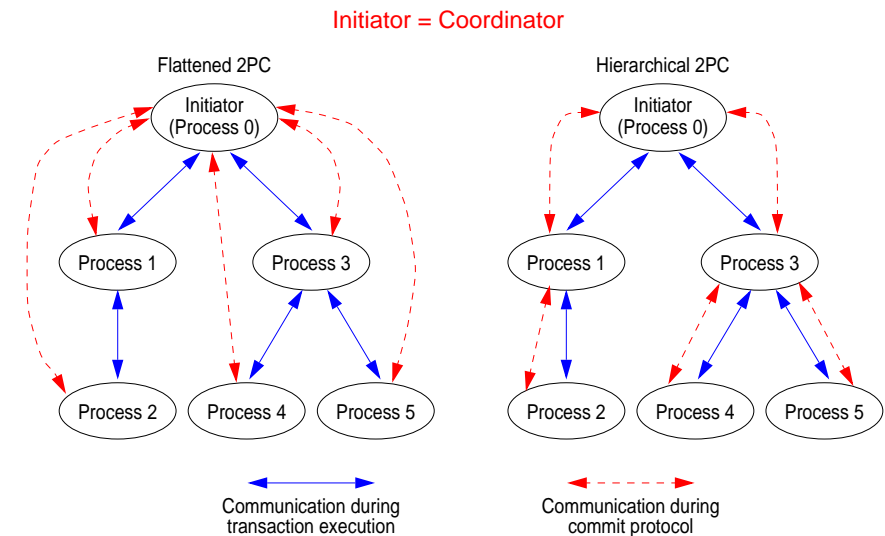 Initiator = Coordinator
Flattened 2PC
Hierarchical 2PC
Initiator
(Process 0)
Initiator
(Process 0)
Process 1
Process 3
Process 1
Process 3
Process 2
Process 4
Process 5
Process 2
Process 4
Process 5
Communication during
transaction execution
Communication during
commit protocol